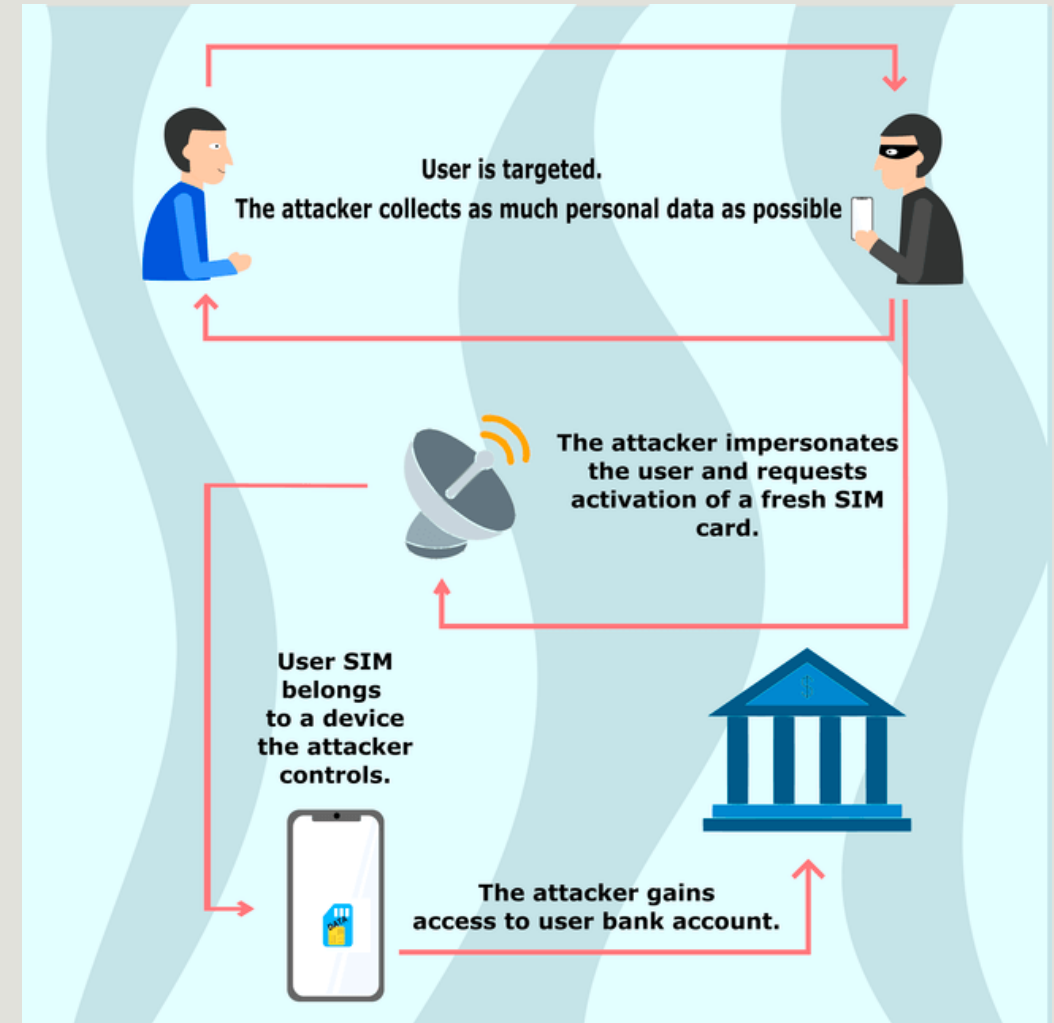 User is targeted.
The attacker collects as much personal data as possible
The attacker impersonates
the user and requests
activation of a fresh SIM
card.
User SIM
belongs
to a device
the attacker
controls.
DATA
The attacker gains
access to user bank account.